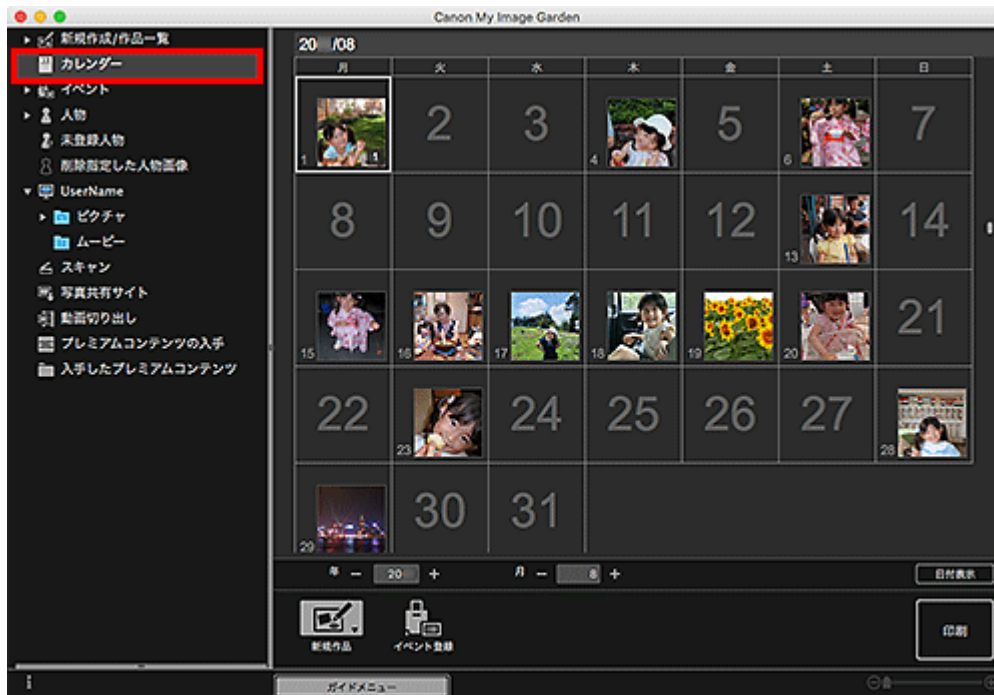 Canon My Image Garden
新規作成/作品一覧
カレンダー
イベント
人物
未登録人物
削除指定した人物画像
UserName
ピクチャ
ムービー
スキャン
写真共有サイト
動画切り出し
プレミアムコンテンツの入手
入手したプレミアムコンテンツ
20 /08
月 火 水 木 金 土 日
1 1 2 3 4 5 6 7
8 9 10 11 12 13 14
15 16 17 18 19 20 21
22 23 24 25 26 27 28
29 30 31
年 − 20 + 月 − 8 + 日付表示
新規作品 イベント登録 印刷
ガイドメニュー